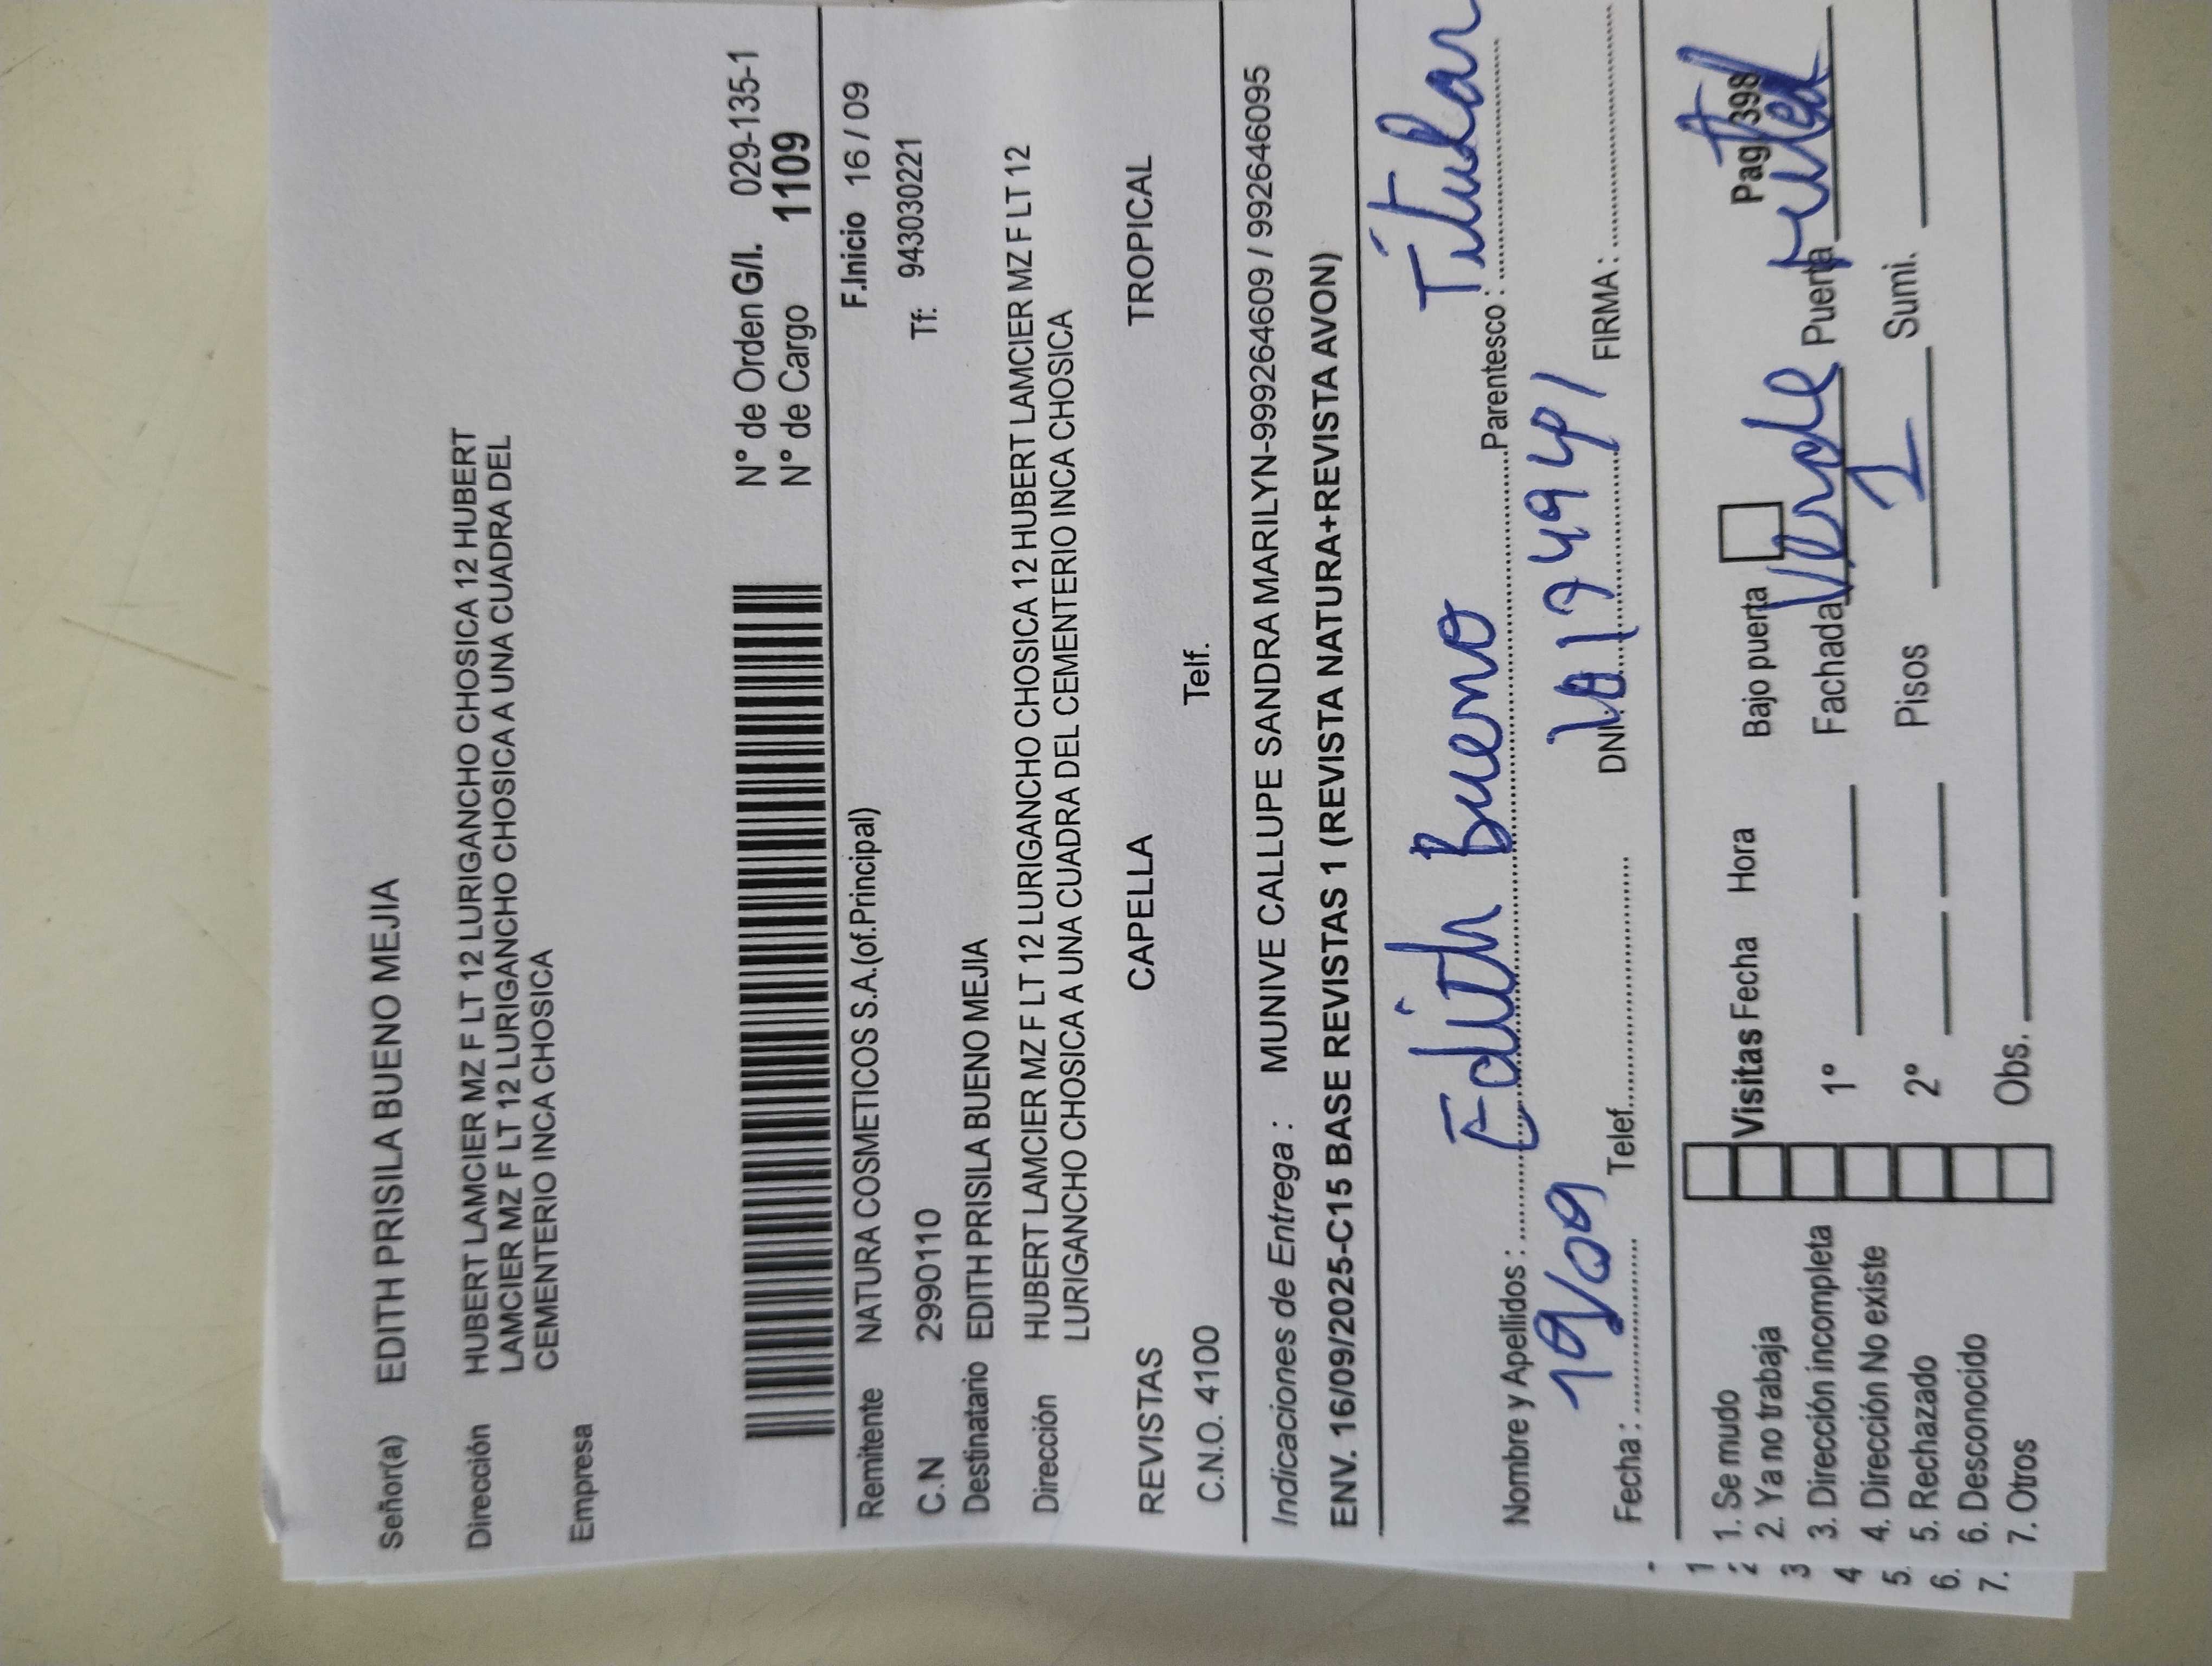 Señor(a) EDITH PRISILA BUENO MEJIA
Dirección HUBERT LAMCIER MZ F LT 12 LURIGANCHO CHOSICA 12 HUBERT
LAMCIER MZ F LT 12 LURIGANCHO CHOSICA A UNA CUADRA DEL
CEMENTERIO INCA CHOSICA
Empresa
N° de Orden G/I. 029-135-1
N° de Cargo 1109
Remitente NATURA COSMETICOS S.A.(of.Principal) F.Inicio 16 / 09
C.N 2990110 Tf: 943030221
Destinatario EDITH PRISILA BUENO MEJIA
Dirección HUBERT LAMCIER MZ F LT 12 LURIGANCHO CHOSICA 12 HUBERT LAMCIER MZ F LT 12
LURIGANCHO CHOSICA A UNA CUADRA DEL CEMENTERIO INCA CHOSICA
REVISTAS CAPELLA TROPICAL
C.N.O. 4100 Telf.
Indicaciones de Entrega : MUNIVE CALLUPE SANDRA MARILYN-999264609 / 992646095
ENV. 16/09/2025-C15 BASE REVISTAS 1 (REVISTA NATURA+REVISTA AVON)
Nombre y Apellidos : Edith Bueno Parentesco : Titular
Fecha : 19/09 Telef. DNI. FIRMA :
1. Se mudo
2. Ya no trabaja Visitas Fecha Hora Bajo puerta Pag 398
3. Dirección incompleta 1º Fachada Verde Puerta
4. Dirección No existe
5. Rechazado 2º Pisos 1 Sumi.
6. Desconocido
7. Otros Obs.
1
2
3
4
5.
6.
7.